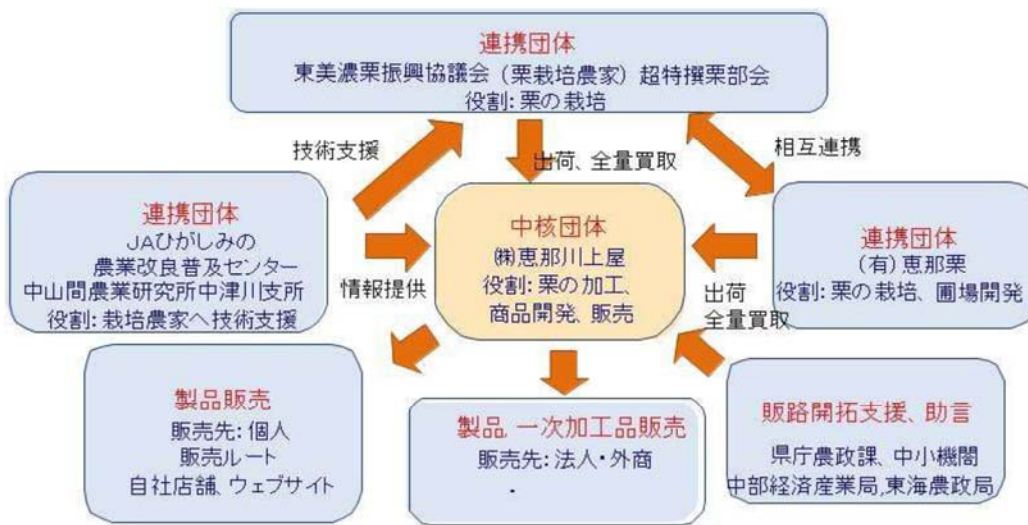 連携団体
東美濃栗振興協議会（栗栽培農家）超特撰栗部会
役割：栗の栽培
技術支援
出荷、全量買取
相互連携
連携団体
JAひがしみの
農業改良普及センター
中山間農業研究所中津川支所
役割：栽培農家へ技術支援
情報提供
中核団体
㈱恵那川上屋
役割：栗の加工、
商品開発、販売
出荷
全量買取
連携団体
（有）恵那栗
役割：栗の栽培、圃場開発
製品販売
販売先：個人
販売ルート
自社店舗、ウェブサイト
製品、一次加工品販売
販売先：法人・外商
.
販路開拓支援、助言
県庁農政課、中小機関
中部経済産業局,東海農政局